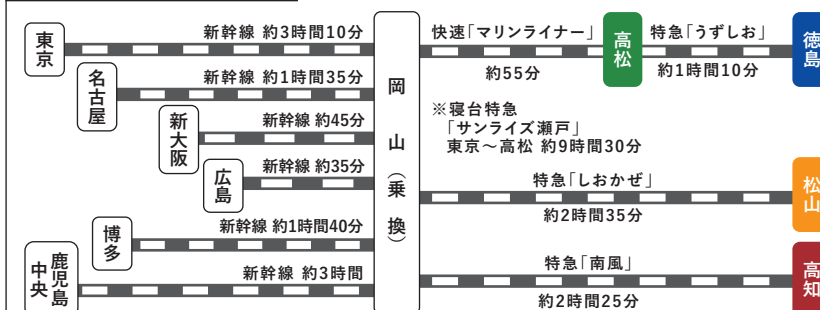 東京
新幹線 約3時間10分
名古屋
新幹線 約1時間35分
新大阪
新幹線 約45分
広島
新幹線 約35分
博多
新幹線 約1時間40分
鹿児島
中央
新幹線 約3時間
岡山(乗換)
快速「マリンライナー」
約55分
高松
特急「うずしお」
約1時間10分
徳島
※寝台特急
「サンライズ瀬戸」
東京〜高松 約9時間30分
特急「しおかぜ」
約2時間35分
松山
特急「南風」
約2時間25分
高知